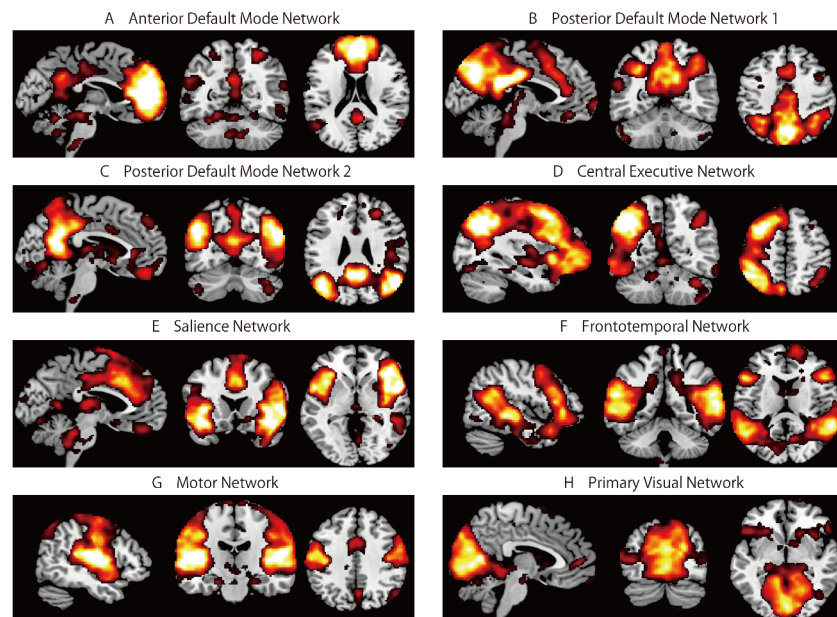 A Anterior Default Mode Network
B Posterior Default Mode Network 1
C Posterior Default Mode Network 2
D Central Executive Network
E Salience Network
F Frontotemporal Network
G Motor Network
H Primary Visual Network